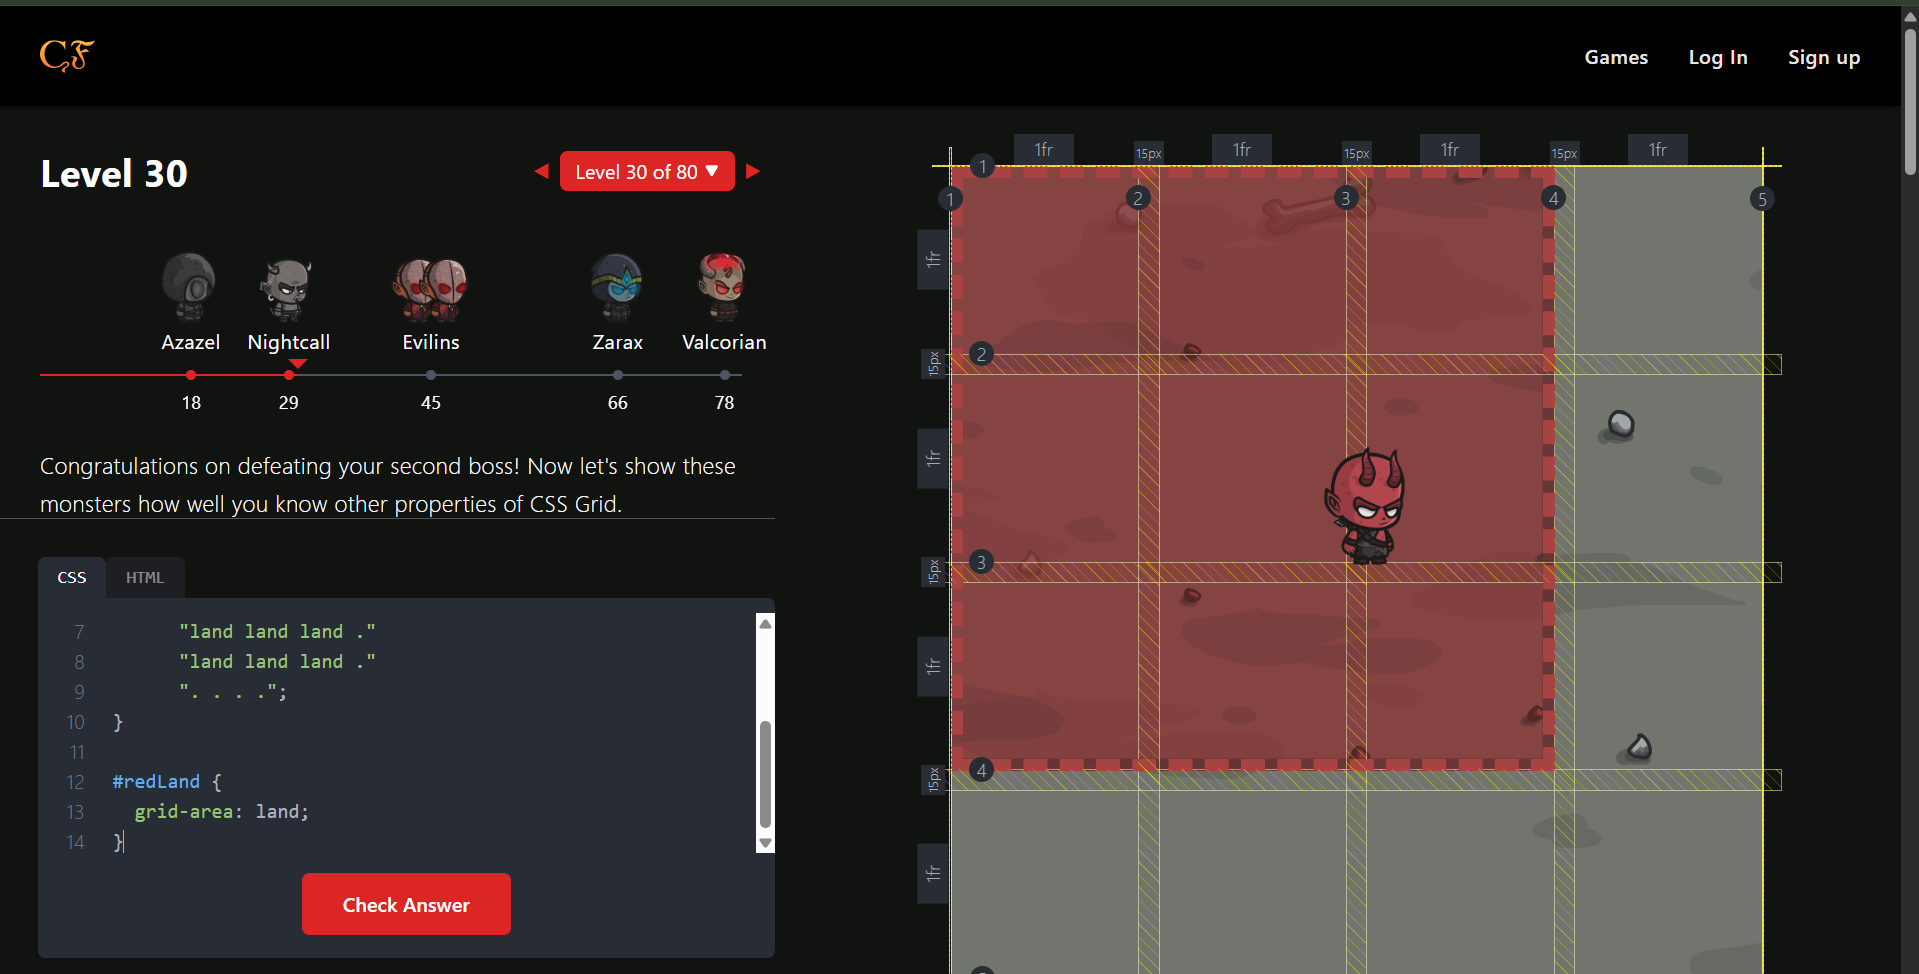 CF
Games
Log In
Sign up
Level 30
Level 30 of 80 ▼
Azazel
Nightcall
Evilins
Zarax
Valcorian
18
29
45
66
78
Congratulations on defeating your second boss! Now let's show these
monsters how well you know other properties of CSS Grid.
CSS
HTML
7 "land land land ."
8 "land land land ."
9 ". . . .";
10 }
11
12 #redLand {
13 grid-area: land;
14 }
Check Answer
1fr
15px
1fr
15px
1fr
15px
1fr
1
1
2
3
4
5
1fr
15px
2
1fr
15px
3
1fr
15px
4
1fr